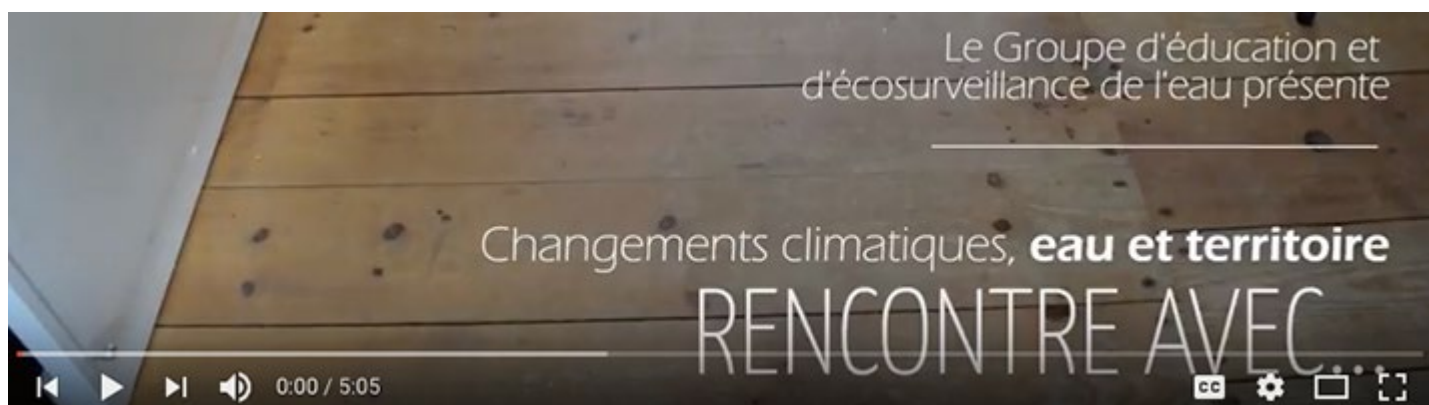 Le Groupe d'éducation et
d'écosurveillance de l'eau présente
Changements climatiques, eau et territoire
RENCONTRE AVEC...
0:00 / 5:05
CC